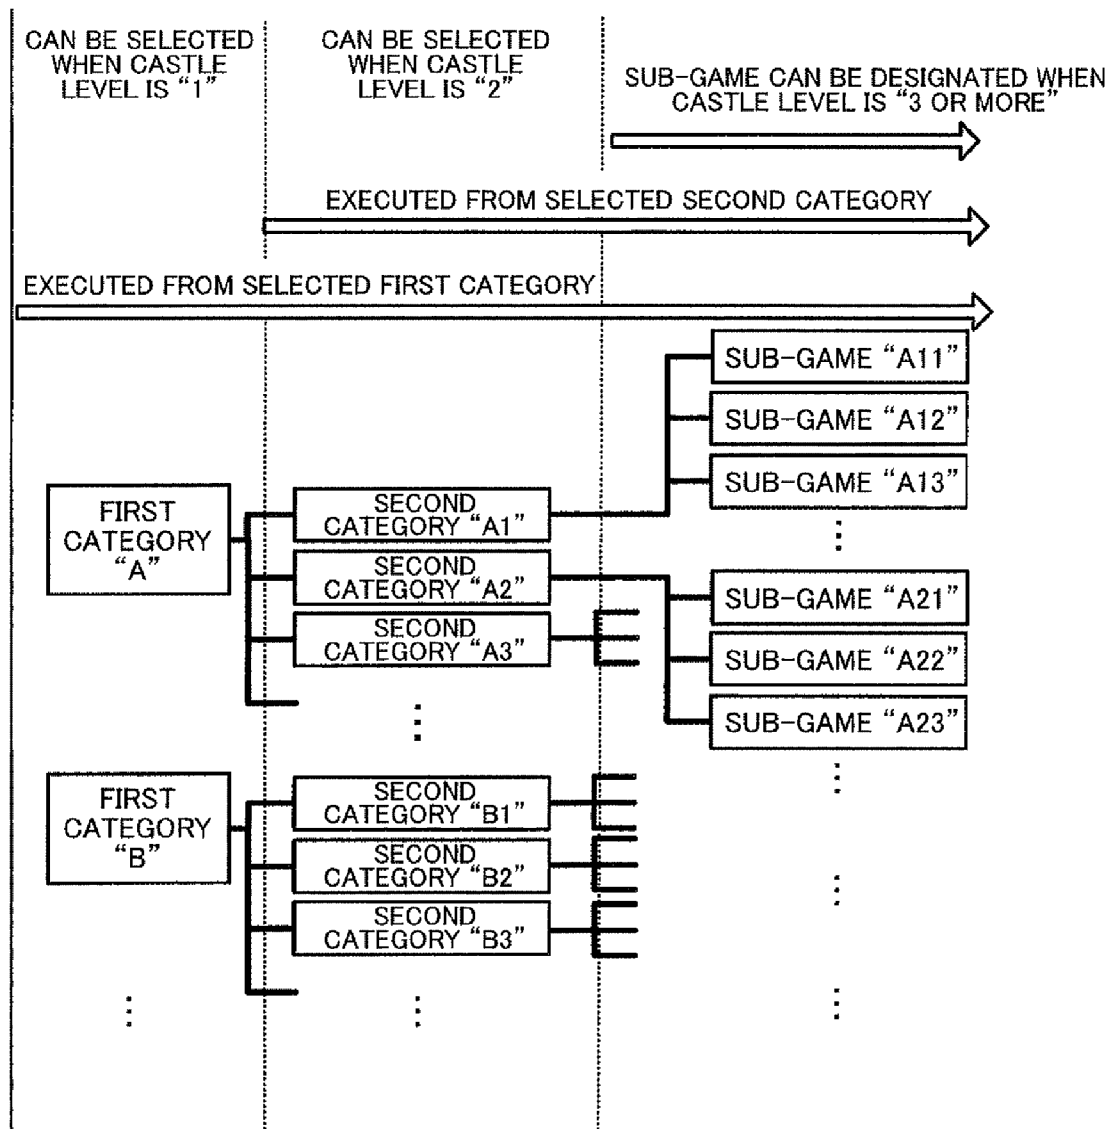 CAN BE SELECTED
WHEN CASTLE
LEVEL IS “1”
CAN BE SELECTED
WHEN CASTLE
LEVEL IS “2”
SUB-GAME CAN BE DESIGNATED WHEN
CASTLE LEVEL IS “3 OR MORE”
EXECUTED FROM SELECTED SECOND CATEGORY
EXECUTED FROM SELECTED FIRST CATEGORY
SUB-GAME “A11”
SUB-GAME “A12”
SUB-GAME “A13”
FIRST
CATEGORY
“A”
SECOND
CATEGORY “A1”
SECOND
CATEGORY “A2”
SECOND
CATEGORY “A3”
SUB-GAME “A21”
SUB-GAME “A22”
SUB-GAME “A23”
FIRST
CATEGORY
“B”
SECOND
CATEGORY “B1”
SECOND
CATEGORY “B2”
SECOND
CATEGORY “B3”